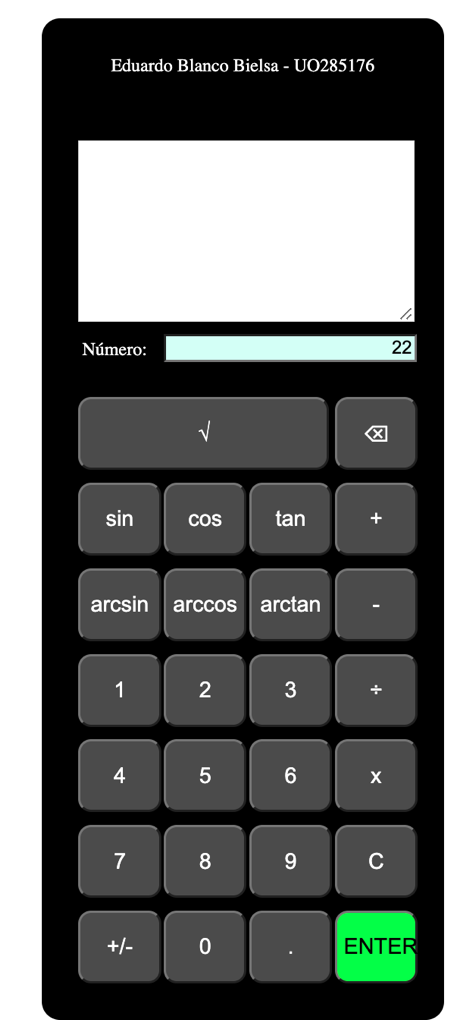 Eduardo Blanco Bielsa - UO285176
Número: 22
√ ⌫
sin cos tan +
arcsin arccos arctan -
1 2 3 ÷
4 5 6 x
7 8 9 C
+/- 0 . ENTER